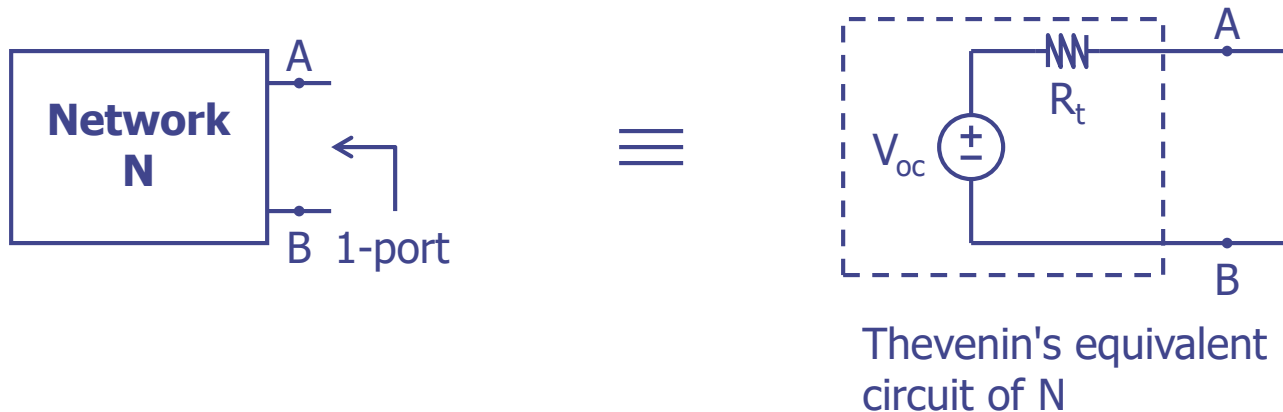 Network
N
A
B
1-port
V_oc
+
−
R_t
A
B
Thevenin's equivalent
circuit of N